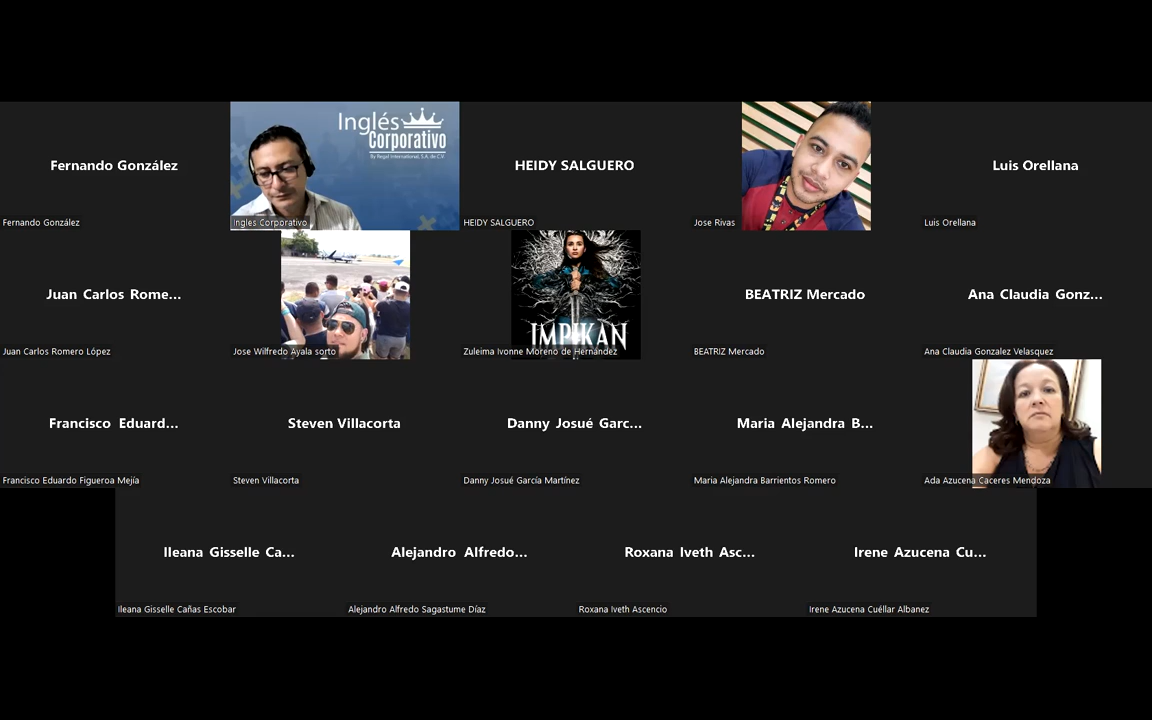 Fernando González
Fernando González
Inglés
Corporativo
By Regal International, S.A. de C.V.
Ingles Corporativo
HEIDY SALGUERO
HEIDY SALGUERO
Jose Rivas
Luis Orellana
Luis Orellana
Juan Carlos Rome...
Juan Carlos Romero López
Jose Wilfredo Ayala sorto
IMPIKAN
Zuleima Ivonne Moreno de Hernández
BEATRIZ Mercado
BEATRIZ Mercado
Ana Claudia Gonz...
Ana Claudia Gonzalez Velasquez
Francisco Eduard...
Francisco Eduardo Figueroa Mejía
Steven Villacorta
Steven Villacorta
Danny Josué Garc...
Danny Josué García Martínez
Maria Alejandra B...
Maria Alejandra Barrientos Romero
Ada Azucena Caceres Mendoza
Ileana Gisselle Ca...
Ileana Gisselle Cañas Escobar
Alejandro Alfredo...
Alejandro Alfredo Sagastume Díaz
Roxana Iveth Asc...
Roxana Iveth Ascencio
Irene Azucena Cu...
Irene Azucena Cuéllar Albanez